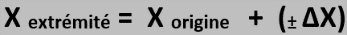 X extrémité = X origine + (± ΔX)